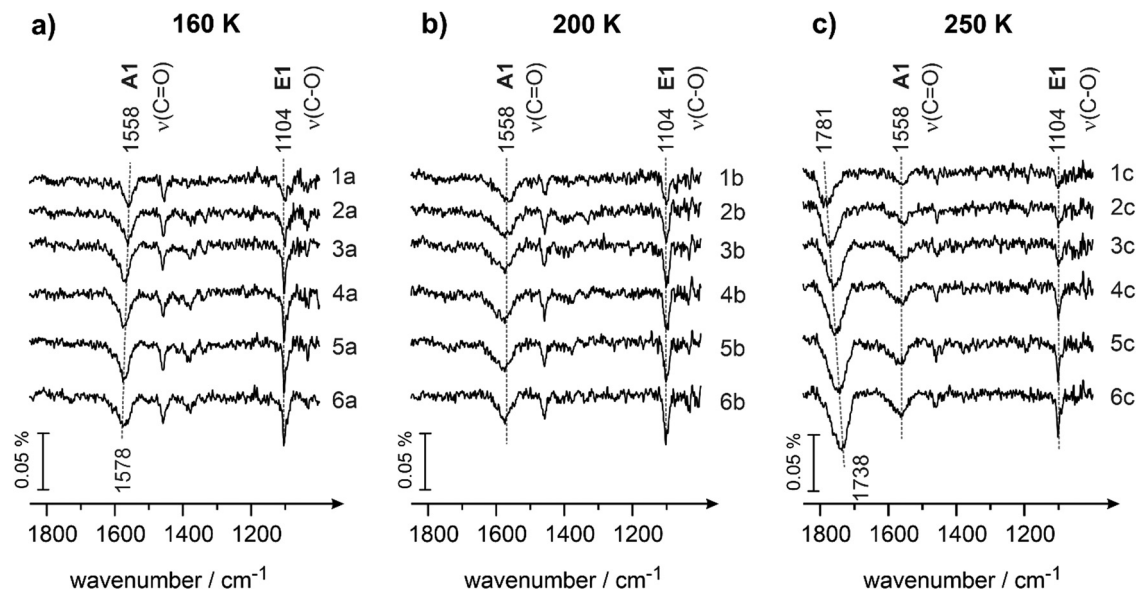 a) 160 K
1558 A1
ν(C=O)
1104 E1
ν(C-O)
1a
2a
3a
4a
5a
6a
0.05 %
1578
1800 1600 1400 1200
wavenumber / cm⁻¹
b) 200 K
1558 A1
ν(C=O)
1104 E1
ν(C-O)
1b
2b
3b
4b
5b
6b
1800 1600 1400 1200
wavenumber / cm⁻¹
c) 250 K
1781
1558 A1
ν(C=O)
1104 E1
ν(C-O)
1c
2c
3c
4c
5c
6c
0.05 %
1738
1800 1600 1400 1200
wavenumber / cm⁻¹